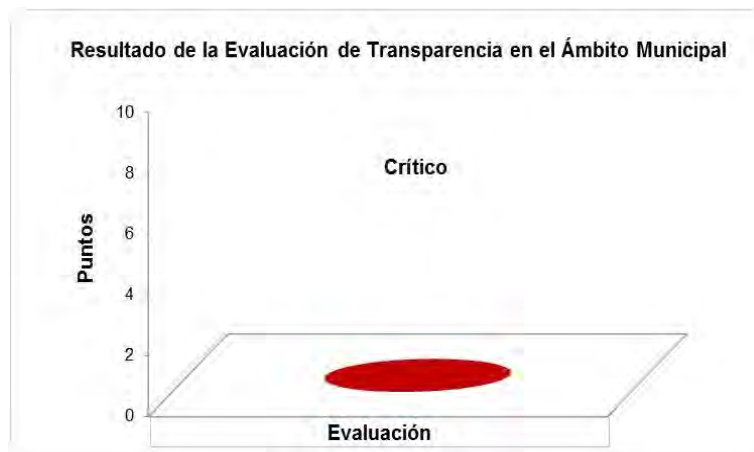 Resultado de la Evaluación de Transparencia en el Ámbito Municipal
10
Crítico
8
6
Puntos
4
2
0
Evaluación